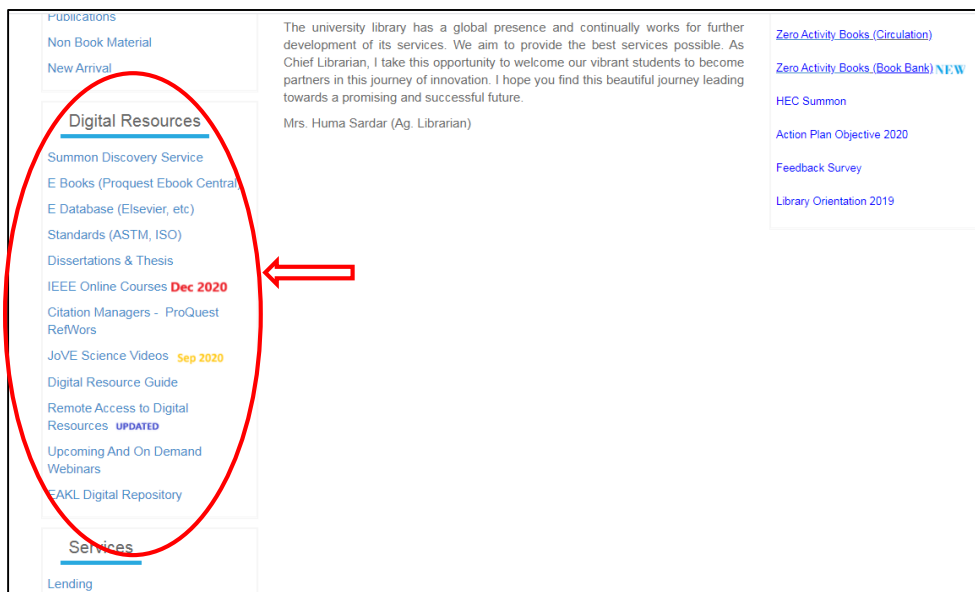 Publications
Non Book Material
New Arrival
Digital Resources
Summon Discovery Service
E Books (Proquest Ebook Central)
E Database (Elsevier, etc)
Standards (ASTM, ISO)
Dissertations & Thesis
IEEE Online Courses Dec 2020
Citation Managers - ProQuest
RefWors
JoVE Science Videos Sep 2020
Digital Resource Guide
Remote Access to Digital
Resources UPDATED
Upcoming And On Demand
Webinars
EAKL Digital Repository
Services
Lending
The university library has a global presence and continually works for further
development of its services. We aim to provide the best services possible. As
Chief Librarian, I take this opportunity to welcome our vibrant students to become
partners in this journey of innovation. I hope you find this beautiful journey leading
towards a promising and successful future.
Mrs. Huma Sardar (Ag. Librarian)
Zero Activity Books (Circulation)
Zero Activity Books (Book Bank) NEW
HEC Summon
Action Plan Objective 2020
Feedback Survey
Library Orientation 2019